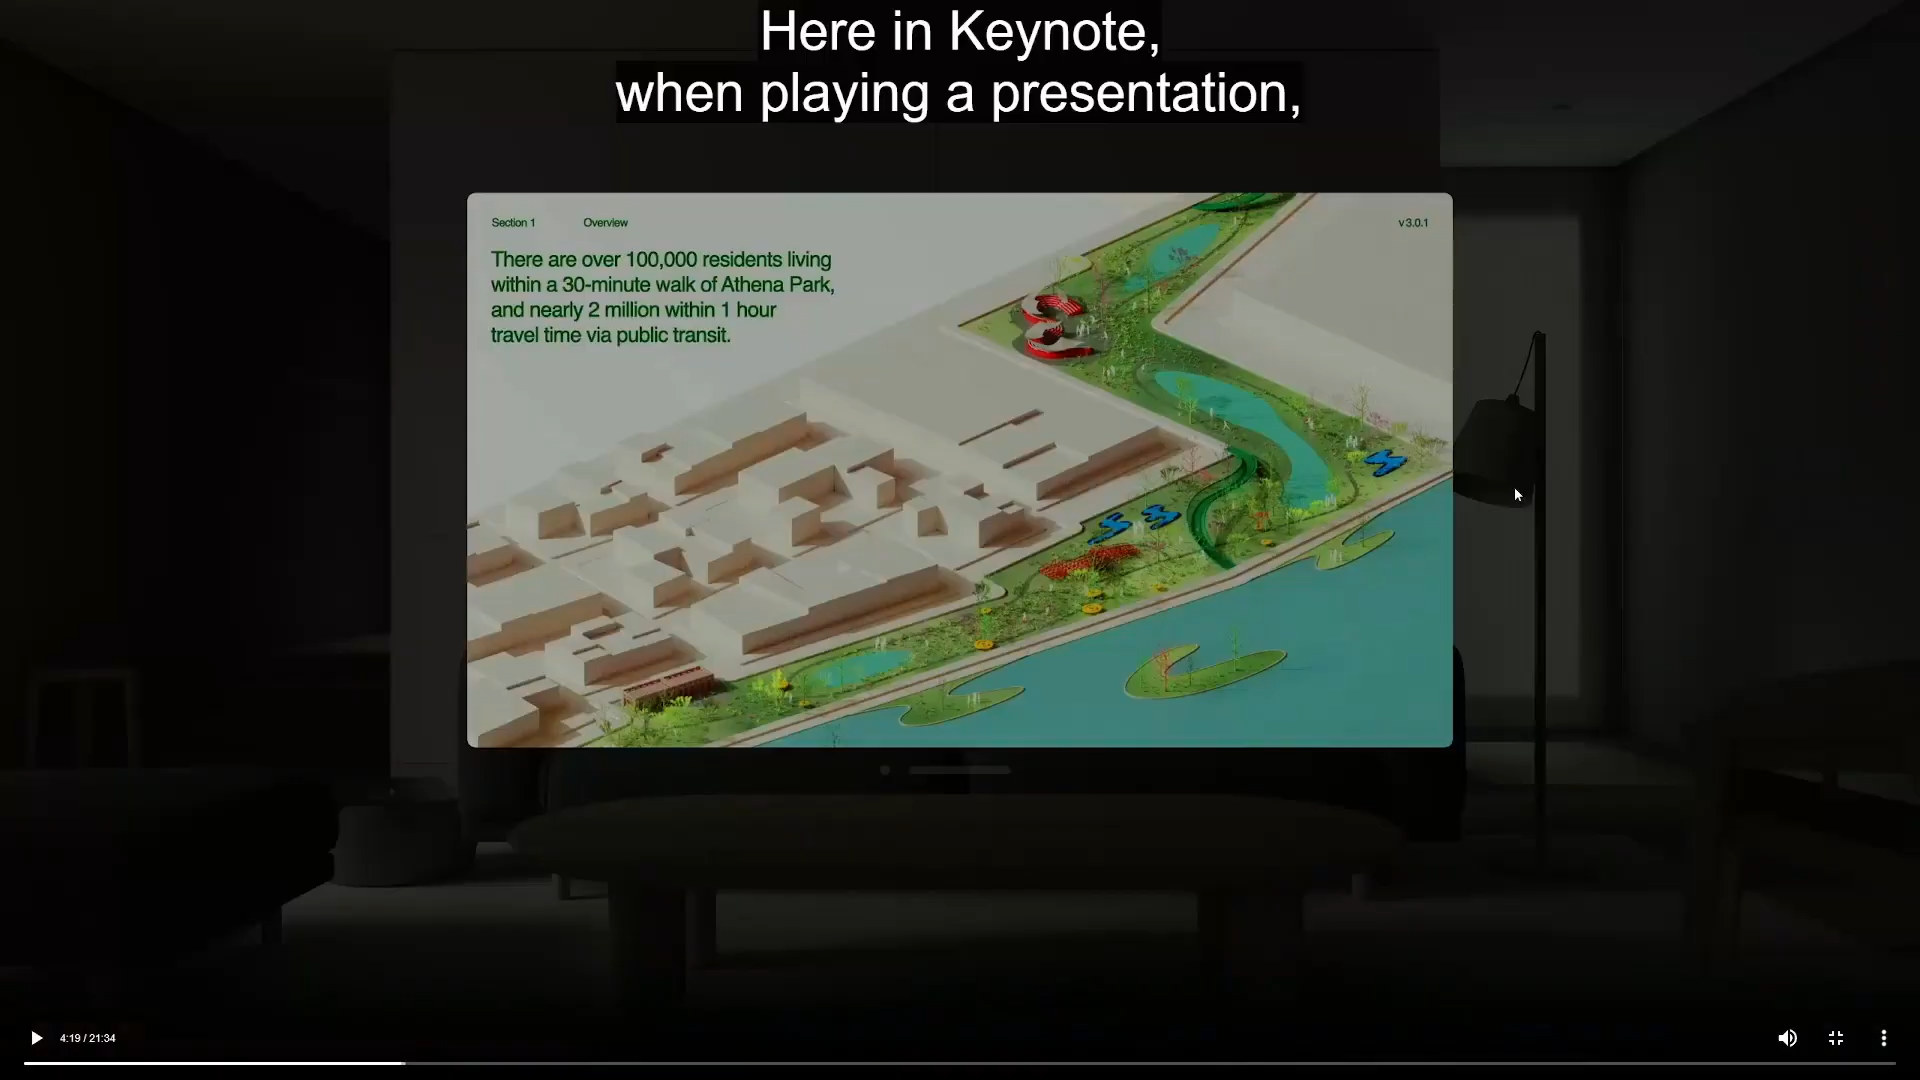 Here in Keynote,
when playing a presentation,
Section 1
Overview
v 3.0.1
There are over 100,000 residents living
within a 30-minute walk of Athena Park,
and nearly 2 million within 1 hour
travel time via public transit.
4:19 / 21:34